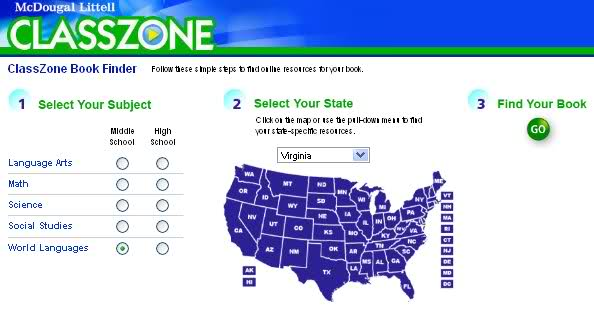 McDougal Littell
CLASSZONE
ClassZone Book Finder
Follow these simple steps to find online resources for your book.
1 Select Your Subject
Middle School
High School
Language Arts
Math
Science
Social Studies
World Languages
2 Select Your State
Click on the map or use the pull-down menu to find
your state-specific resources.
Virginia
WA
MT
ND
MN
ME
OR
ID
WY
SD
WI
MI
NY
NV
UT
CO
NE
IA
IL
IN
OH
PA
CA
KS
MO
KY
WV
VA
AZ
NM
OK
AR
TN
NC
SC
TX
LA
MS
AL
GA
FL
AK
HI
VT
NH
MA
RI
CT
NJ
DE
MD
DC
3 Find Your Book
GO